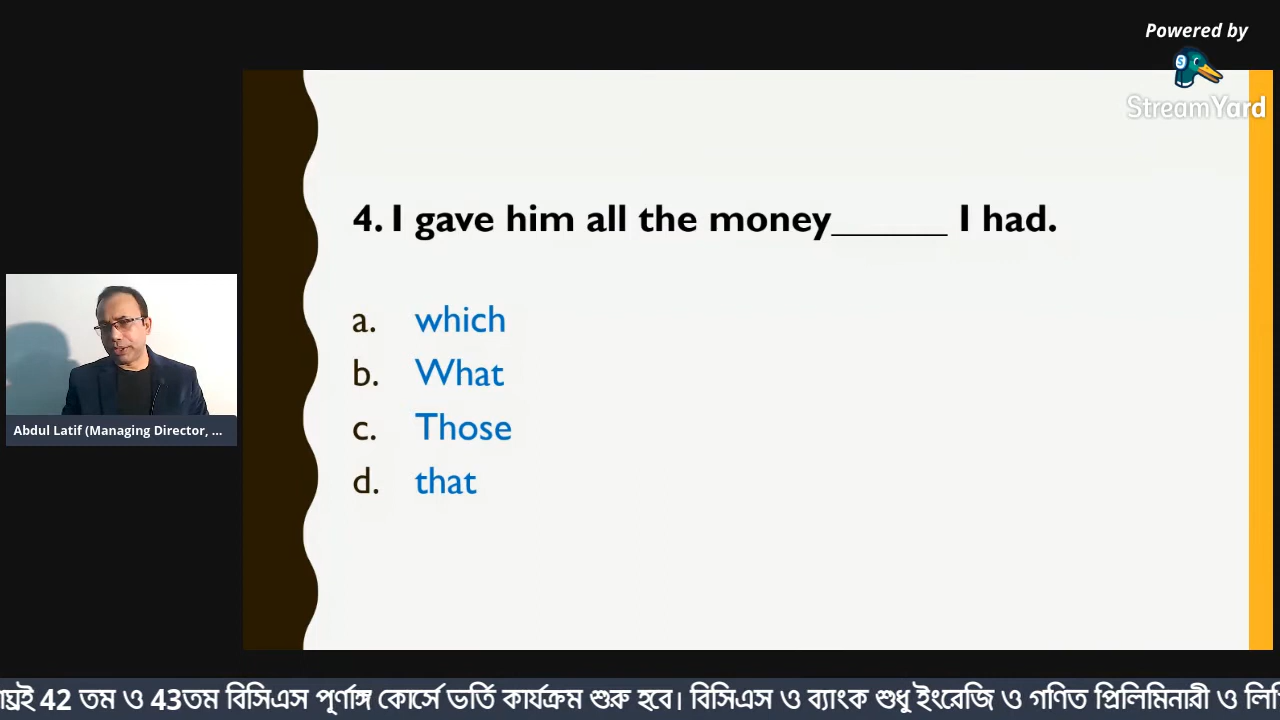 Powered by
StreamYard
4. I gave him all the money______ I had.
a. which
b. What
c. Those
d. that
Abdul Latif (Managing Director, ...
42 তম ও 43তম বিসিএস পূর্ণাঙ্গ কোর্সে ভর্তি কার্যক্রম শুরু হবে। বিসিএস ও ব্যাংক শুধু ইংরেজি ও গণিত প্রিলিমিনারী ও